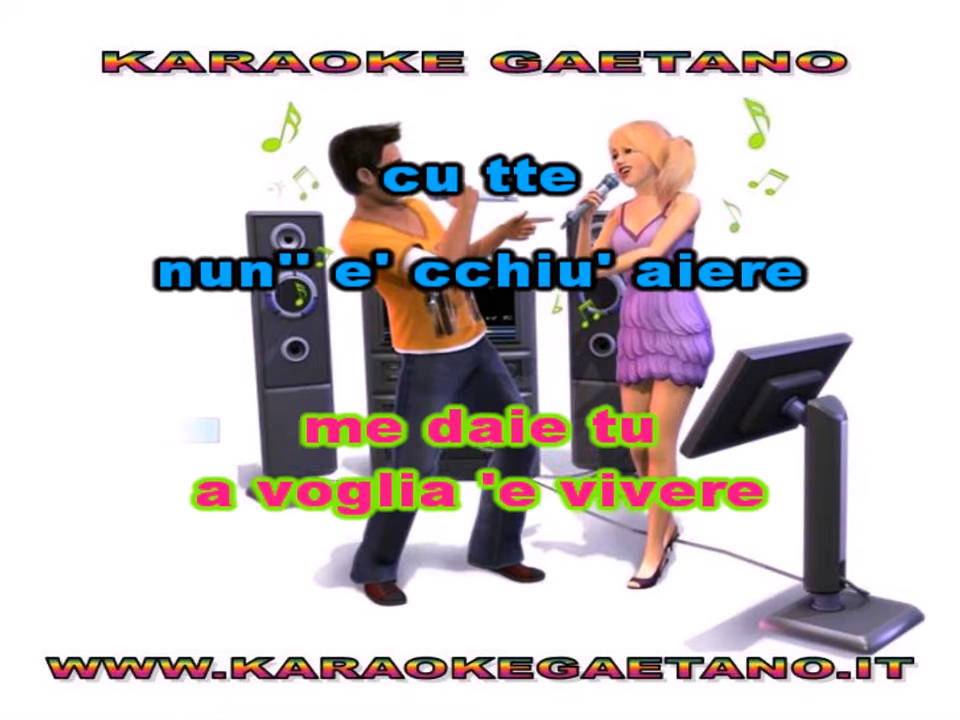 KARAOKE GAETANO
cu tte
nun'' e' cchiu' aiere
me daie tu
a voglia 'e vivere
WWW.KARAOKEGAETANO.IT